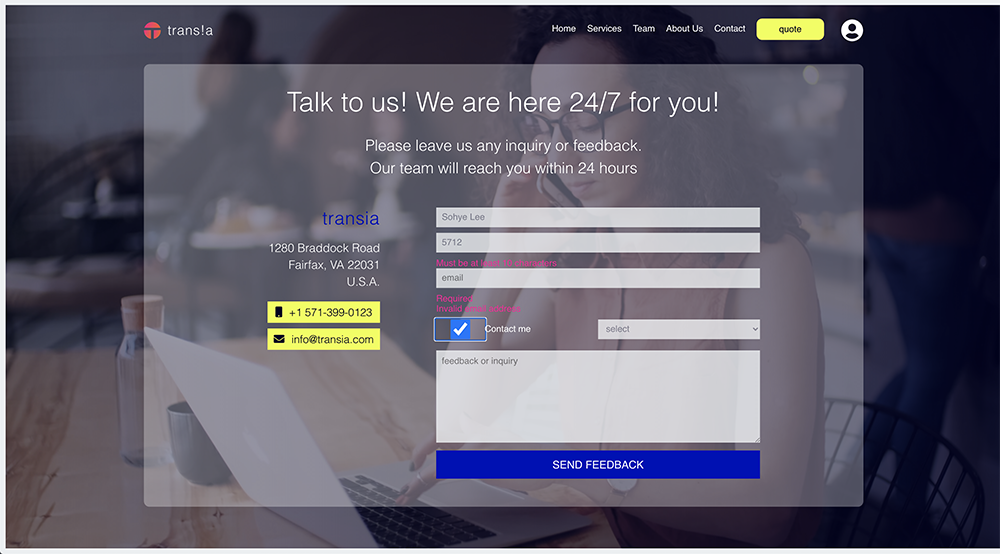 trans!a
Home Services Team About Us Contact quote
Talk to us! We are here 24/7 for you!
Please leave us any inquiry or feedback.
Our team will reach you within 24 hours
transia
1280 Braddock Road
Fairfax, VA 22031
U.S.A.
+1 571-399-0123
info@transia.com
Sohye Lee
5712
Must be at least
email
Required
Invalid
Contact me
select
feedback or inquiry
SEND FEEDBACK